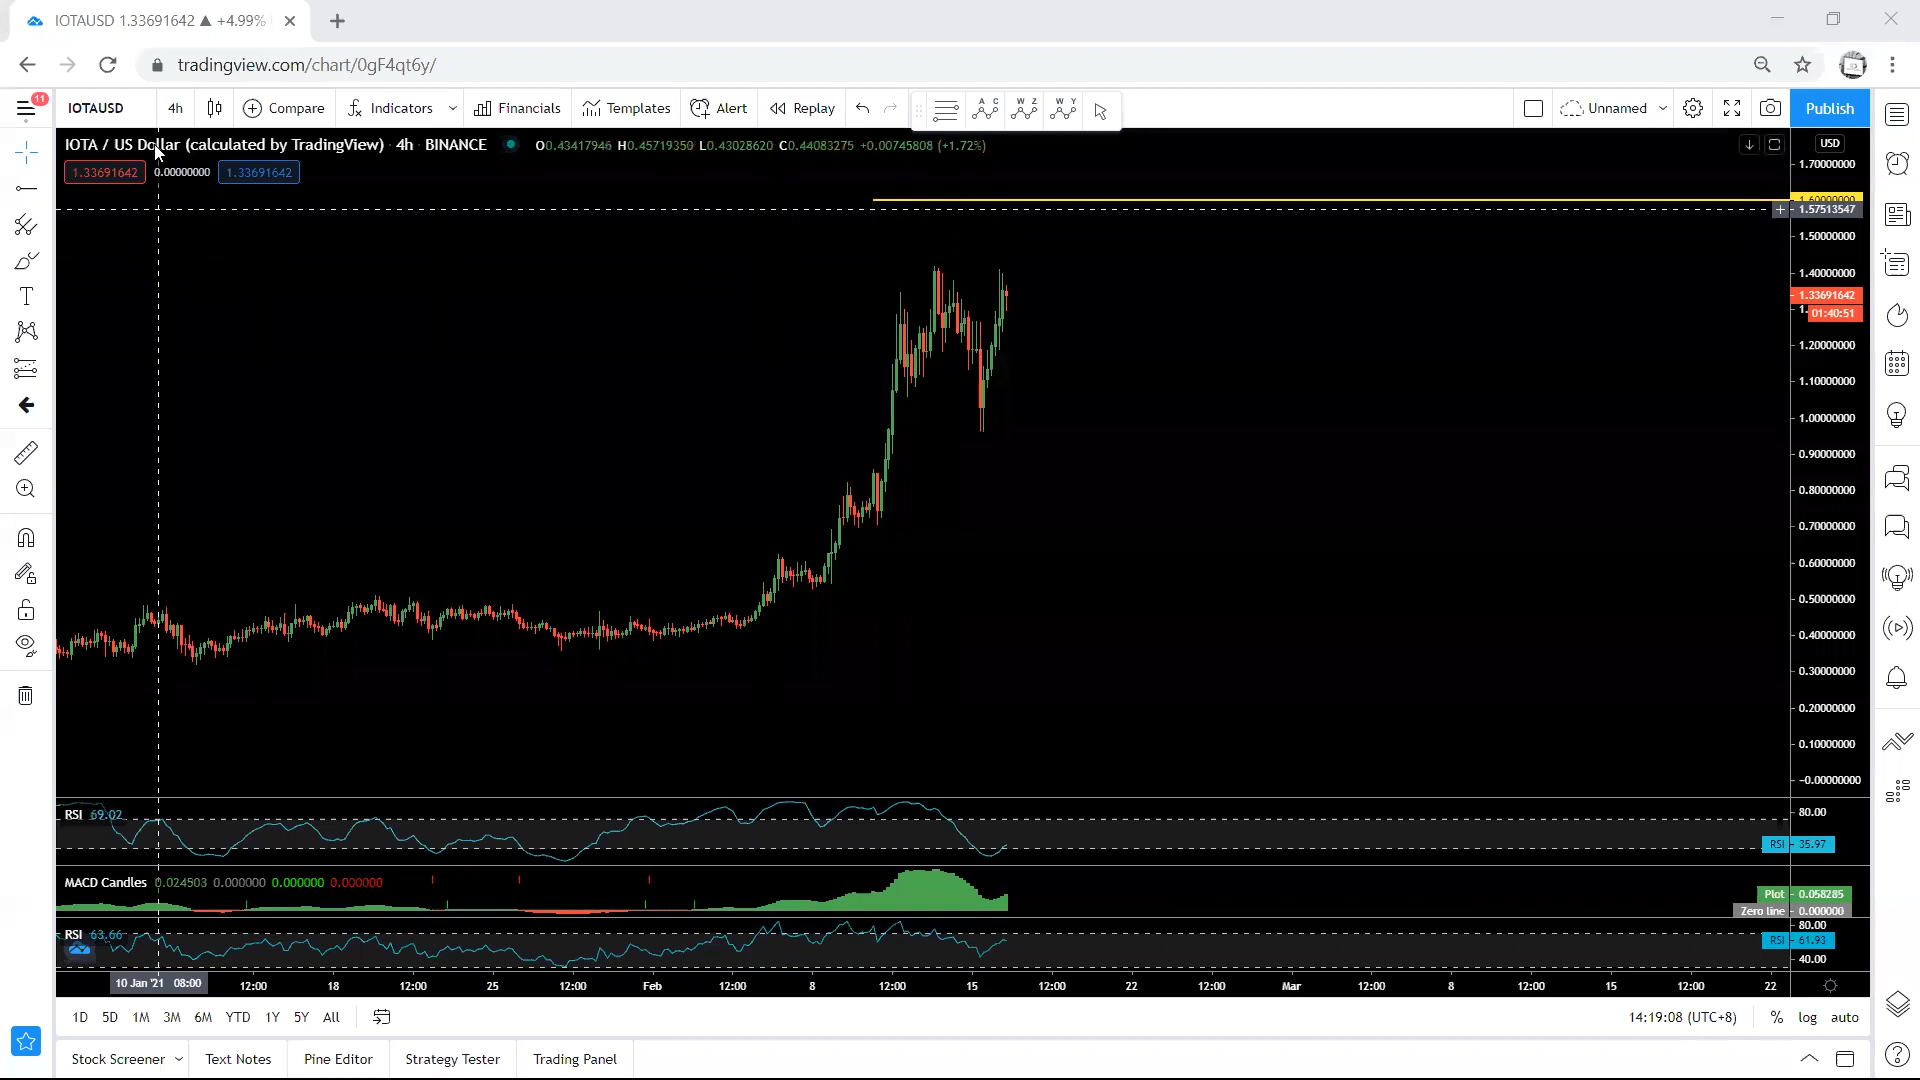 IOTAUSD 1.33691642 ▲ +4.99%
tradingview.com/chart/0gF4qt6y/
11
IOTAUSD 4h Compare Indicators Financials Templates Alert Replay A C W Z W Y Unnamed Publish
IOTA / US Dollar (calculated by TradingView) · 4h · BINANCE O0.43417946 H0.45719350 L0.43028620 C0.44083275 +0.00745808 (+1.72%)
USD
1.33691642 0.00000000 1.33691642
1.70000000
1.60000000
1.57513547
1.50000000
1.40000000
1.33691642
01:40:51
1.20000000
1.10000000
1.00000000
0.90000000
0.80000000
0.70000000
0.60000000
0.50000000
0.40000000
0.30000000
0.20000000
0.10000000
-0.00000000
RSI 69.02
80.00
RSI 35.97
MACD Candles 0.024503 0.000000 0.000000 0.000000
Plot 0.058285
Zero line 0.000000
80.00
RSI 63.66
RSI 61.93
40.00
10 Jan '21 08:00 12:00 18 12:00 25 12:00 Feb 12:00 8 12:00 15 12:00 22 12:00 Mar 12:00 8 12:00 15 12:00 22
1D 5D 1M 3M 6M YTD 1Y 5Y All 14:19:08 (UTC+8) % log auto
Stock Screener Text Notes Pine Editor Strategy Tester Trading Panel